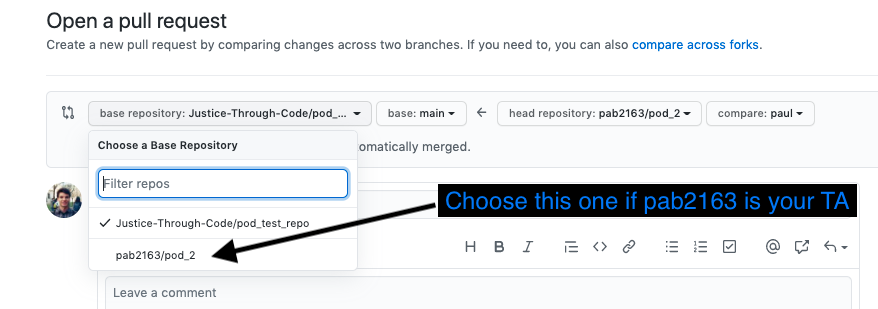 Open a pull request
Create a new pull request by comparing changes across two branches. If you need to, you can also compare across forks.
base repository: Justice-Through-Code/pod_... base: main ← head repository: pab2163/pod_2 compare: paul
Choose a Base Repository
omatically merged.
Filter repos
Choose this one if pab2163 is your TA
Justice-Through-Code/pod_test_repo
pab2163/pod_2
Leave a comment